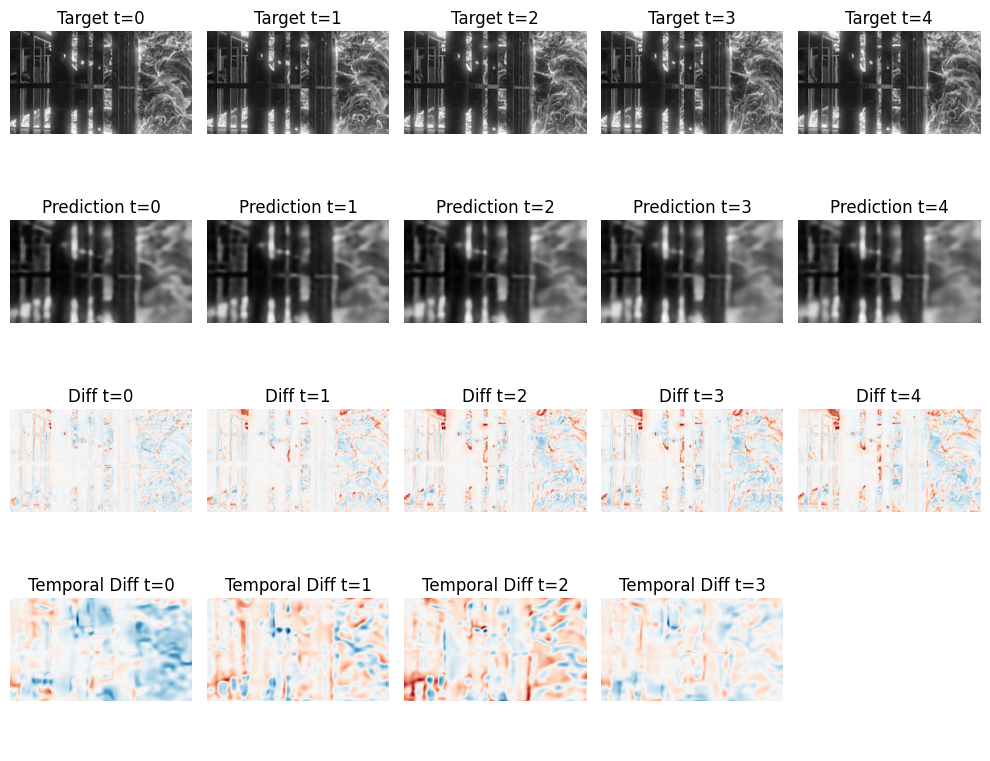 Target t=0 Target t=1 Target t=2 Target t=3 Target t=4
Prediction t=0 Prediction t=1 Prediction t=2 Prediction t=3 Prediction t=4
Diff t=0 Diff t=1 Diff t=2 Diff t=3 Diff t=4
Temporal Diff t=0 Temporal Diff t=1 Temporal Diff t=2 Temporal Diff t=3